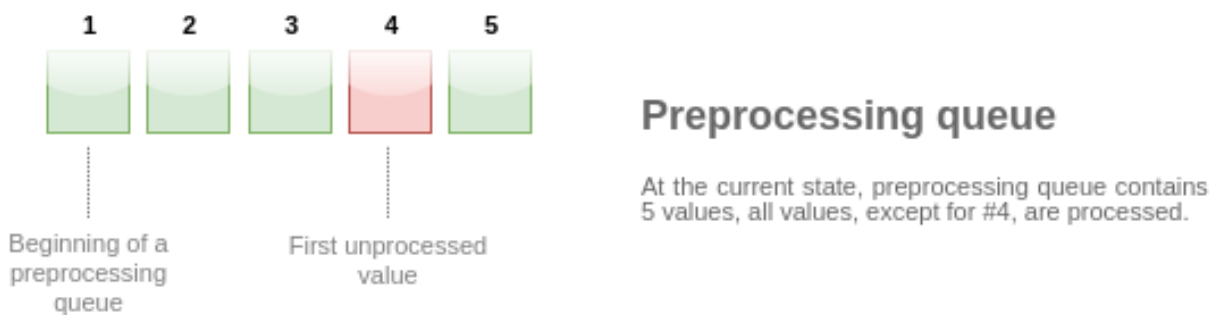 1 2 3 4 5
Preprocessing queue
At the current state, preprocessing queue contains
5 values, all values, except for #4, are processed.
Beginning of a
preprocessing
queue
First unprocessed
value